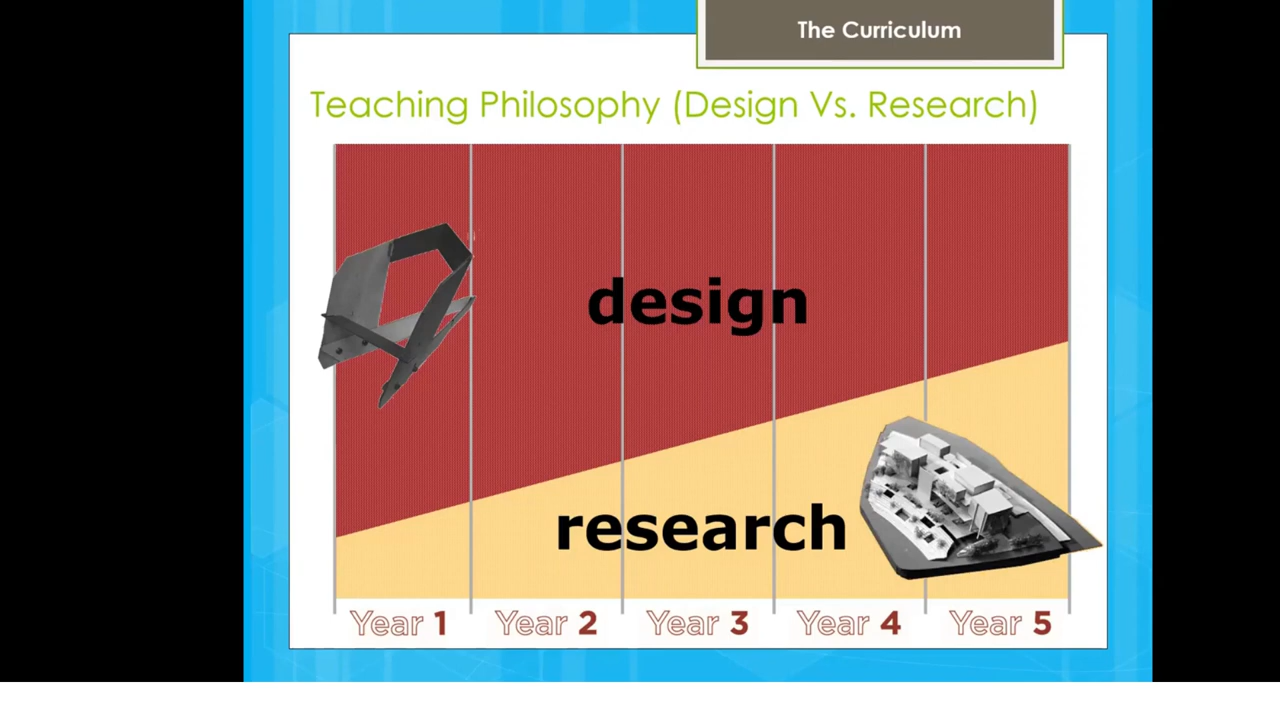 The Curriculum
Teaching Philosophy (Design Vs. Research)
design
research
Year 1 Year 2 Year 3 Year 4 Year 5